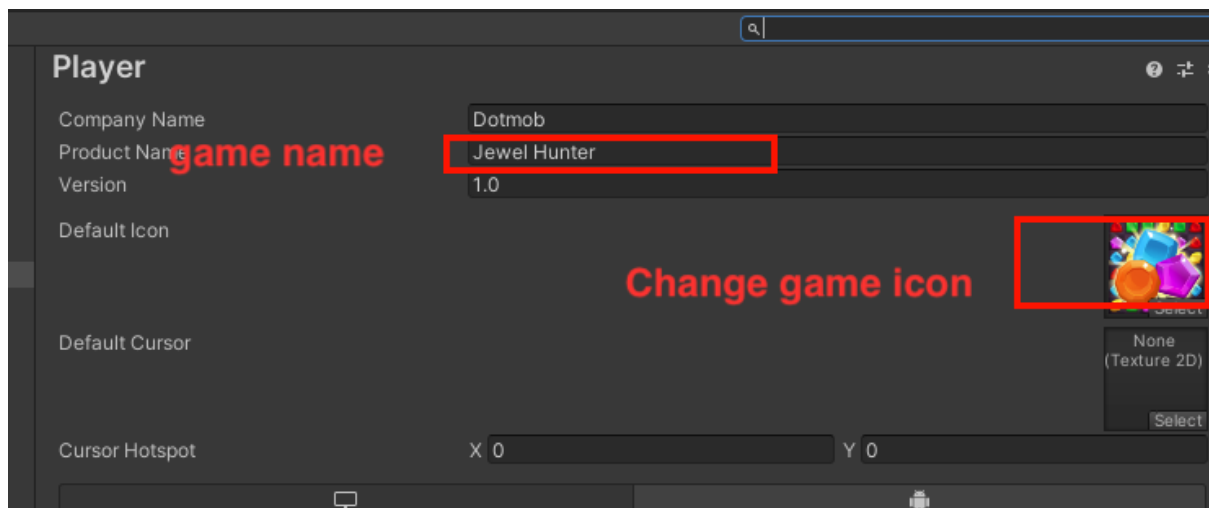 Player
Company Name Dotmob
Product Name game name Jewel Hunter
Version 1.0
Default Icon
Change game icon
Select
Default Cursor None
(Texture 2D)
Select
Cursor Hotspot X 0 Y 0